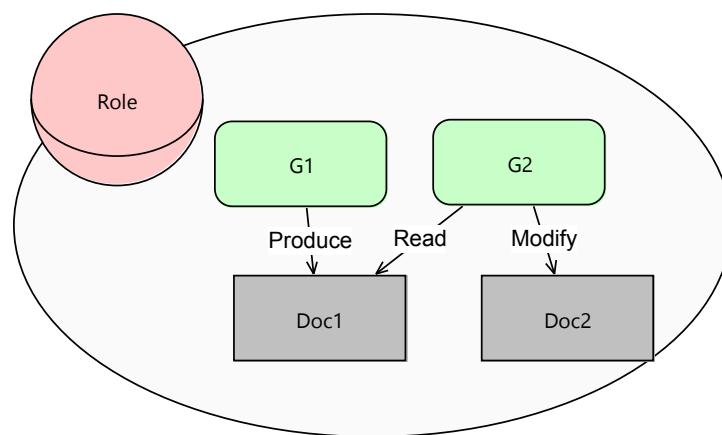 Role
G1
G2
Produce
Read
Modify
Doc1
Doc2